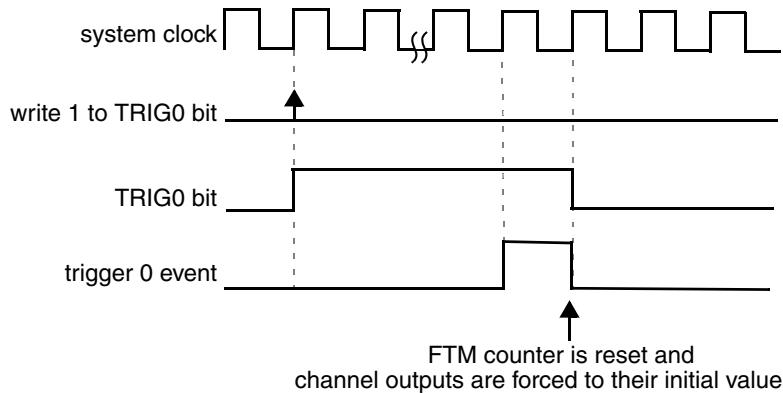 system clock
write 1 to TRIG0 bit
TRIG0 bit
trigger 0 event
FTM counter is reset and
channel outputs are forced to their initial value